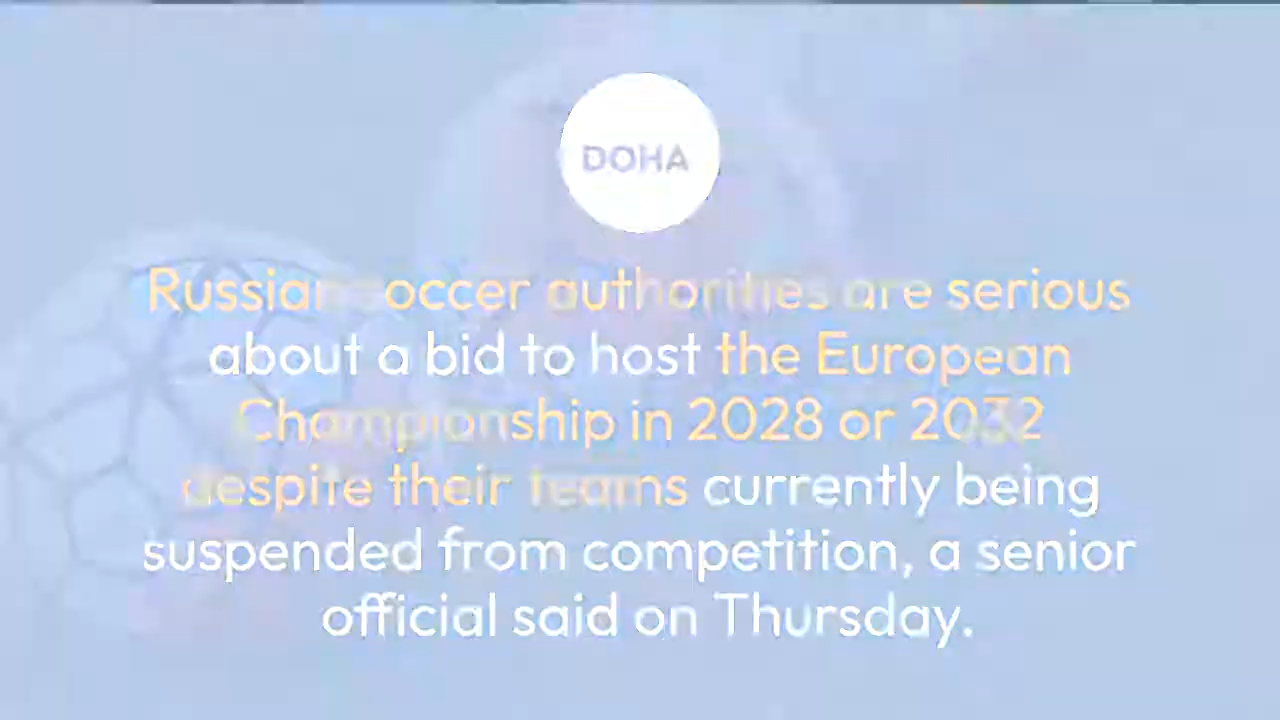 DOHA
Russian soccer authorities are serious
about a bid to host the European
Championship in 2028 or 2032
despite their teams currently being
suspended from competition, a senior
official said on Thursday.